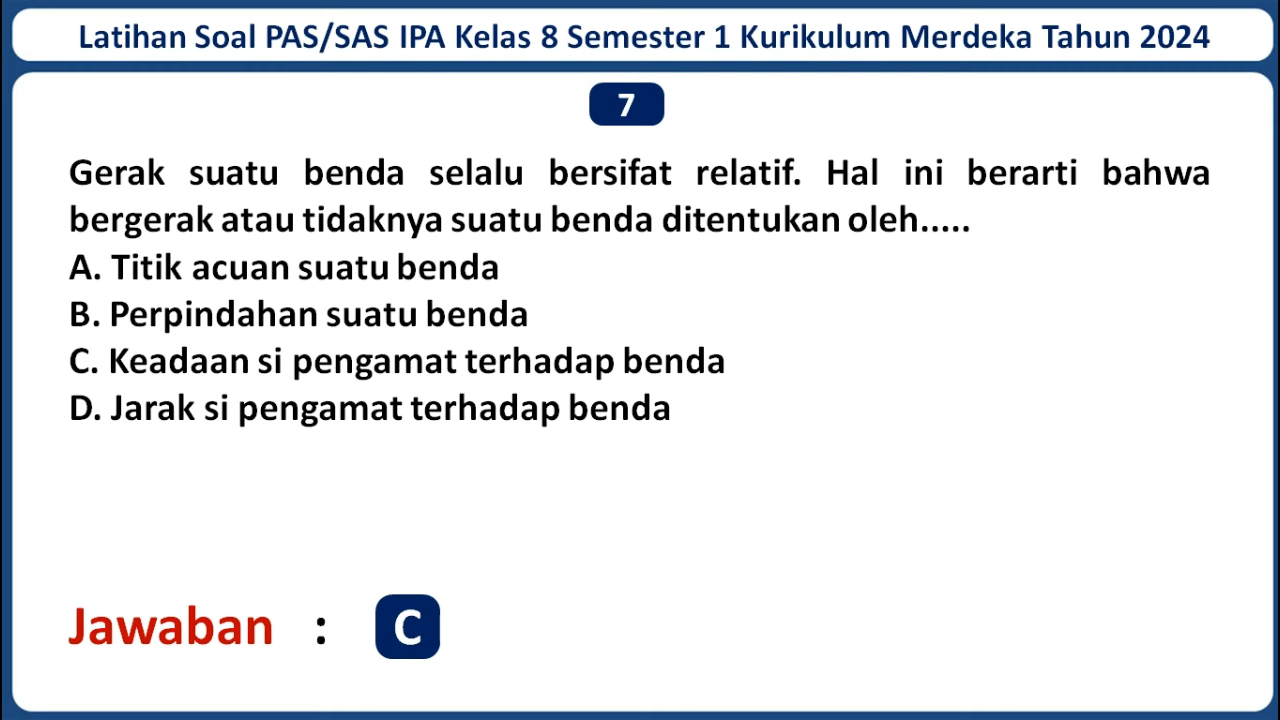 Latihan Soal PAS/SAS IPA Kelas 8 Semester 1 Kurikulum Merdeka Tahun 2024
7
Gerak suatu benda selalu bersifat relatif. Hal ini berarti bahwa
bergerak atau tidaknya suatu benda ditentukan oleh.....
A. Titik acuan suatu benda
B. Perpindahan suatu benda
C. Keadaan si pengamat terhadap benda
D. Jarak si pengamat terhadap benda
Jawaban : C